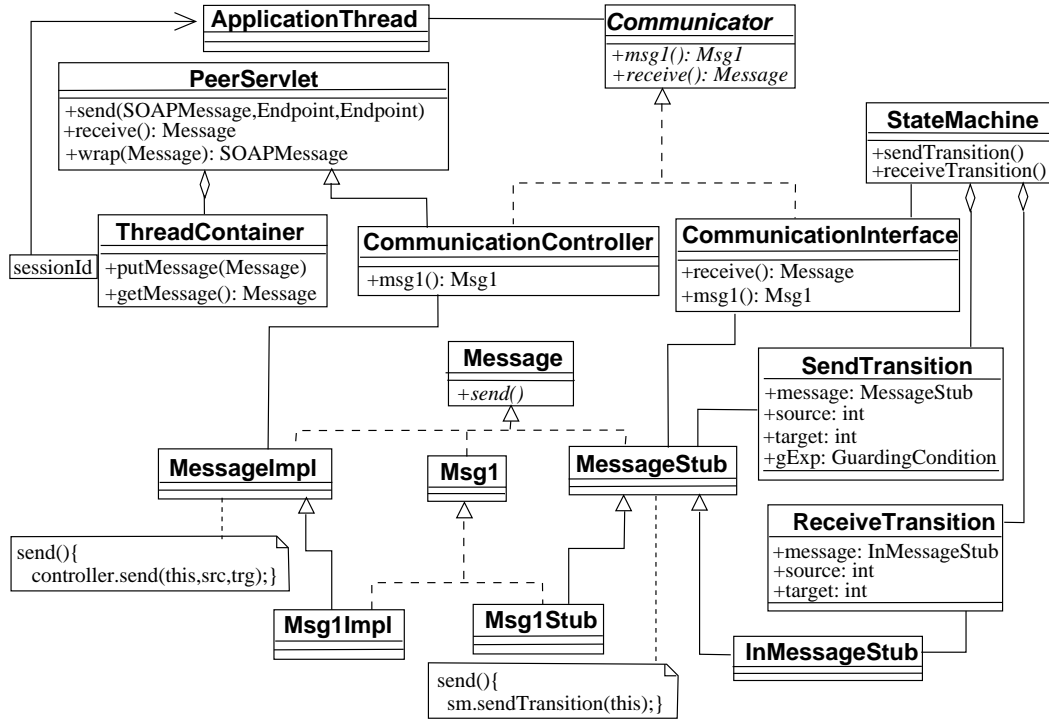 ApplicationThread
Communicator
+msg1(): Msg1
+receive(): Message
PeerServlet
+send(SOAPMessage,Endpoint,Endpoint)
+receive(): Message
+wrap(Message): SOAPMessage
StateMachine
+sendTransition()
+receiveTransition()
ThreadContainer
+putMessage(Message)
+getMessage(): Message
sessionId
CommunicationController
+msg1(): Msg1
CommunicationInterface
+receive(): Message
+msg1(): Msg1
Message
+send()
SendTransition
+message: MessageStub
+source: int
+target: int
+gExp: GuardingCondition
MessageImpl
Msg1
MessageStub
ReceiveTransition
+message: InMessageStub
+source: int
+target: int
send(){
controller.send(this,src,trg);}
Msg1Impl
Msg1Stub
InMessageStub
send(){
sm.sendTransition(this);}